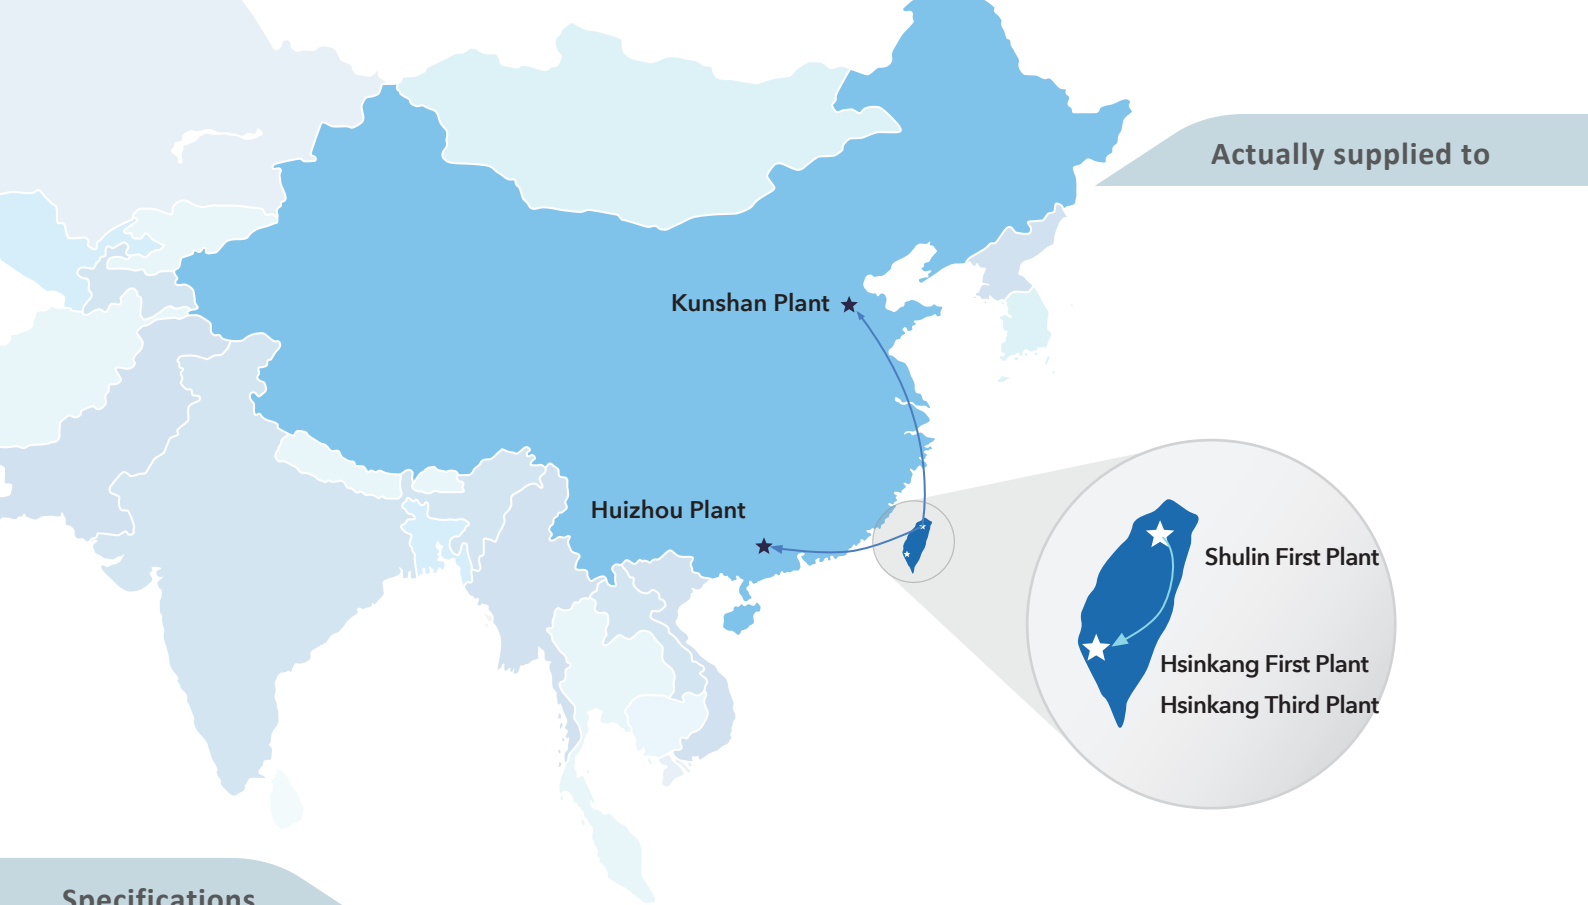 Actually supplied to
Kunshan Plant
Huizhou Plant
Shulin First Plant
Hsinkang First Plant
Hsinkang Third Plant
Specifications